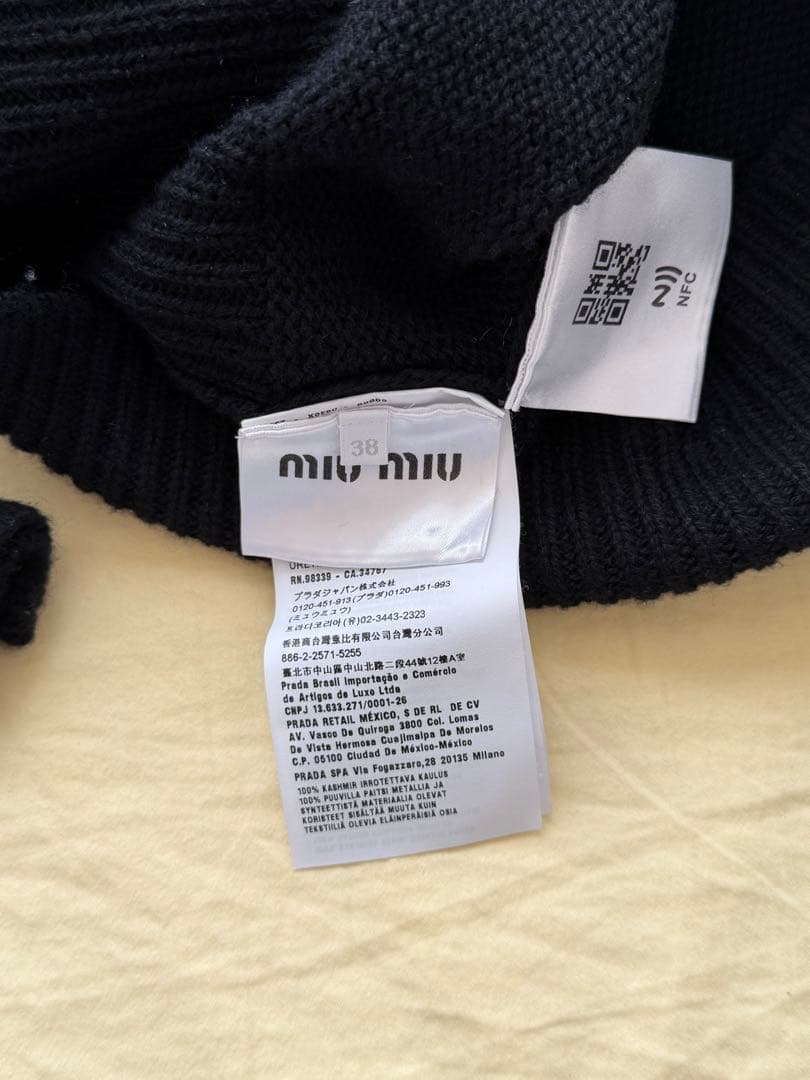 NFC
38
miu miu
RN.98339 - CA.34767
プラダジャパン株式会社
0120-451-913(プラダ)0120-451-993
(ミュウミュウ)
프라다코리아(유)02-3443-2323
香港商台灣壹比有限公司台灣分公司
886-2-2571-5255
臺北市中山區中山北路二段44號12樓A室
Prada Brasil Importação e Comércio
de Artigos de Luxo Ltda
CNPJ 13.633.271/0001-26
PRADA RETAIL MÉXICO, S DE RL DE CV
AV. Vasco De Quiroga 3800 Col. Lomas
De Vista Hermosa Cuajimalpa De Morelos
C.P. 05100 Ciudad De México-México
PRADA SPA Via Fogazzaro,28 20135 Milano
100% KASHMIR IRROTETTAVA KAULUS
100% PUUVILLA PAITSI METALLIA JA
SYNTEETTISTÄ MATERIAALIA OLEVAT
KORISTEET SISÄLTÄÄ MUUTA KUIN
TEKSTIILIÄ OLEVIA ELÄINPERÄISIÄ OSIA